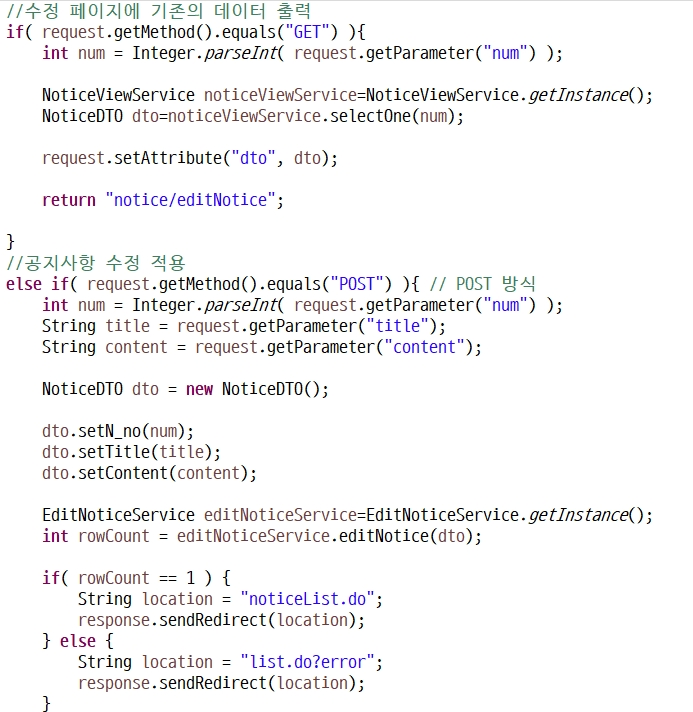 //수정 페이지에 기존의 데이터 출력
if( request.getMethod().equals("GET") ){
    int num = Integer.parseInt( request.getParameter("num") );

    NoticeViewService noticeViewService=NoticeViewService.getInstance();
    NoticeDTO dto=noticeViewService.selectOne(num);

    request.setAttribute("dto", dto);

    return "notice/editNotice";

}
//공지사항 수정 적용
else if( request.getMethod().equals("POST") ){ // POST 방식
    int num = Integer.parseInt( request.getParameter("num") );
    String title = request.getParameter("title");
    String content = request.getParameter("content");

    NoticeDTO dto = new NoticeDTO();

    dto.setN_no(num);
    dto.setTitle(title);
    dto.setContent(content);

    EditNoticeService editNoticeService=EditNoticeService.getInstance();
    int rowCount = editNoticeService.editNotice(dto);

    if( rowCount == 1 ) {
        String location = "noticeList.do";
        response.sendRedirect(location);
    } else {
        String location = "list.do?error";
        response.sendRedirect(location);
    }